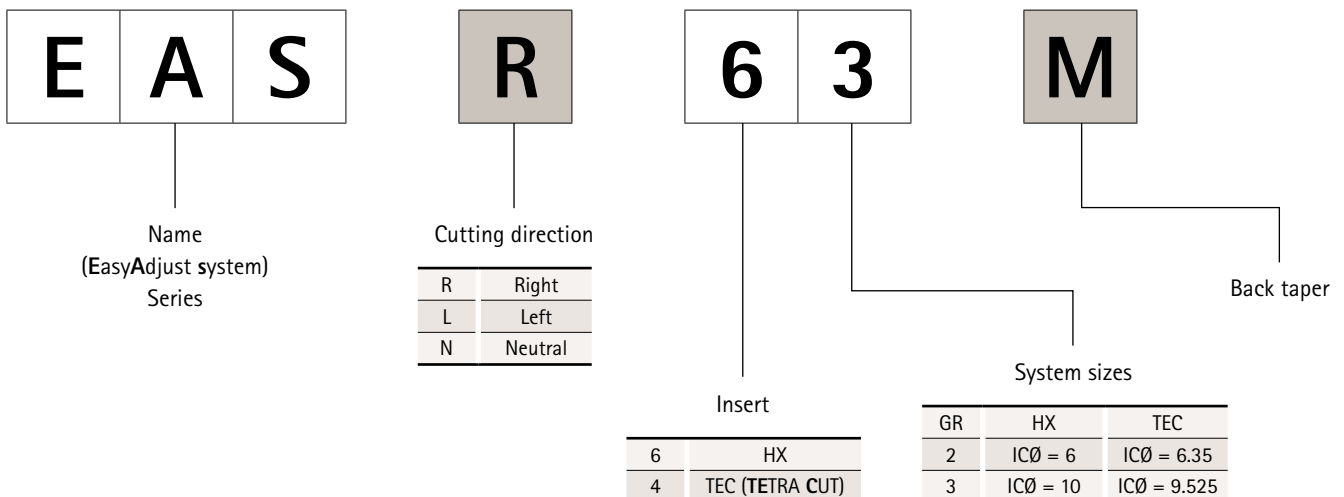 E A S R 6 3 M
Name
(EasyAdjust system)
Series
Cutting direction
R Right
L Left
N Neutral
Back taper
Insert
6 HX
4 TEC (TETRA CUT)
System sizes
GR HX TEC
2 ICØ = 6 ICØ = 6.35
3 ICØ = 10 ICØ = 9.525